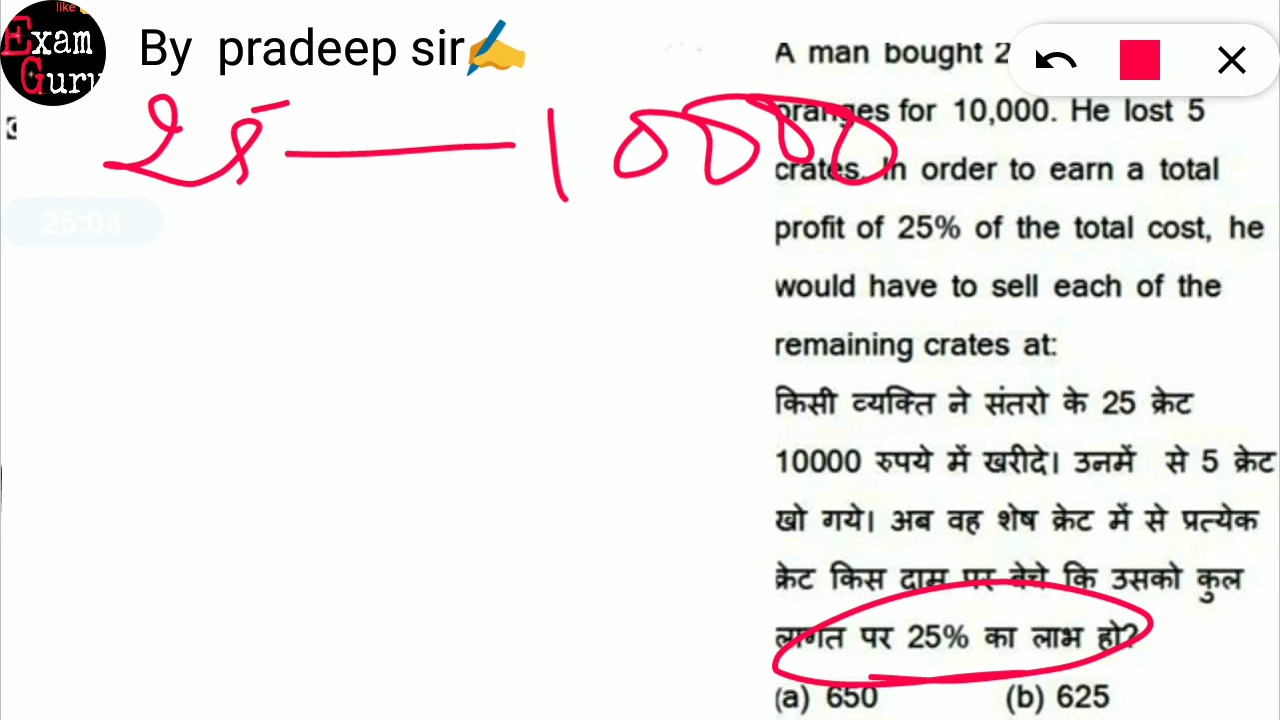 like
Exam
Guru
By pradeep sir
25 — 10000
25:04
A man bought 2
oranges for 10,000. He lost 5
crates. In order to earn a total
profit of 25% of the total cost, he
would have to sell each of the
remaining crates at:
किसी व्यक्ति ने संतरो के 25 क्रेट
10000 रुपये में खरीदे। उनमें से 5 क्रेट
खो गये। अब वह शेष क्रेट में से प्रत्येक
क्रेट किस दाम पर बेचे कि उसको कुल
लागत पर 25% का लाभ हो?
(a) 650 (b) 625